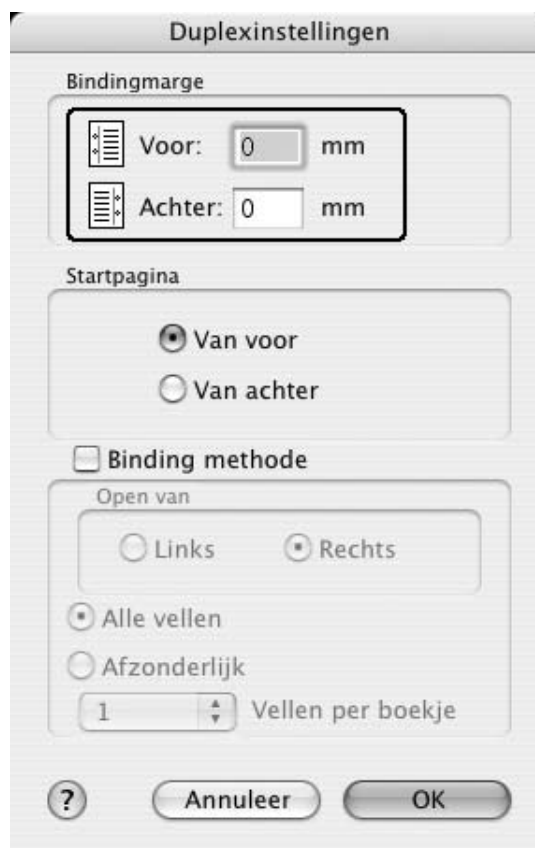 Duplexinstellingen
Bindingmarge
Voor: 0 mm
Achter: 0 mm
Startpagina
Van voor
Van achter
Binding methode
Open van
Links Rechts
Alle vellen
Afzonderlijk
1 Vellen per boekje
? Annuleer OK